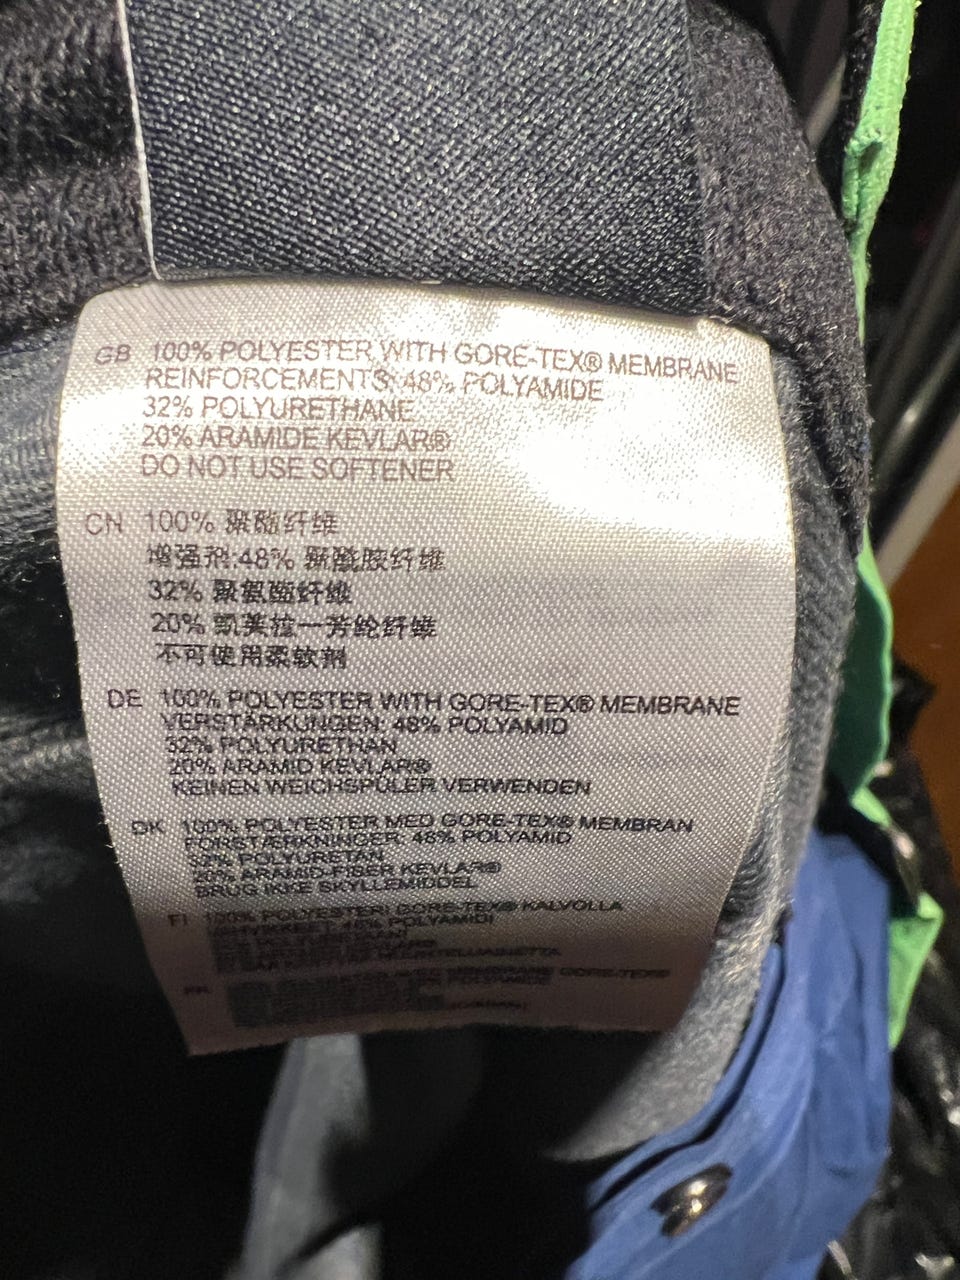 GB 100% POLYESTER WITH GORE-TEX® MEMBRANE
REINFORCEMENTS: 48% POLYAMIDE
32% POLYURETHANE
20% ARAMIDE KEVLAR®
DO NOT USE SOFTENER
CN 100% 聚酯纤维
增强剂:48% 聚酰胺纤维
32% 聚氨酯纤维
20% 凯芙拉一芳纶纤维
不可使用柔软剂
DE 100% POLYESTER WITH GORE-TEX® MEMBRANE
VERSTÄRKUNGEN: 48% POLYAMID
32% POLYURETHAN
20% ARAMID KEVLAR®
KEINEN WEICHSPÜLER VERWENDEN
DK 100% POLYESTER MED GORE-TEX® MEMBRAN
FORSTÆRKNINGER: 48% POLYAMID
32% POLYURETAN
20% ARAMID-FIBER KEVLAR®
BRUG IKKE SKYLLEMIDDEL
FI 100% POLYESTERI GORE-TEX® KALVOLLA
48% POLYAMIDI
AVEC MEMBRANE GORE-TEX®
POLYAMIDE